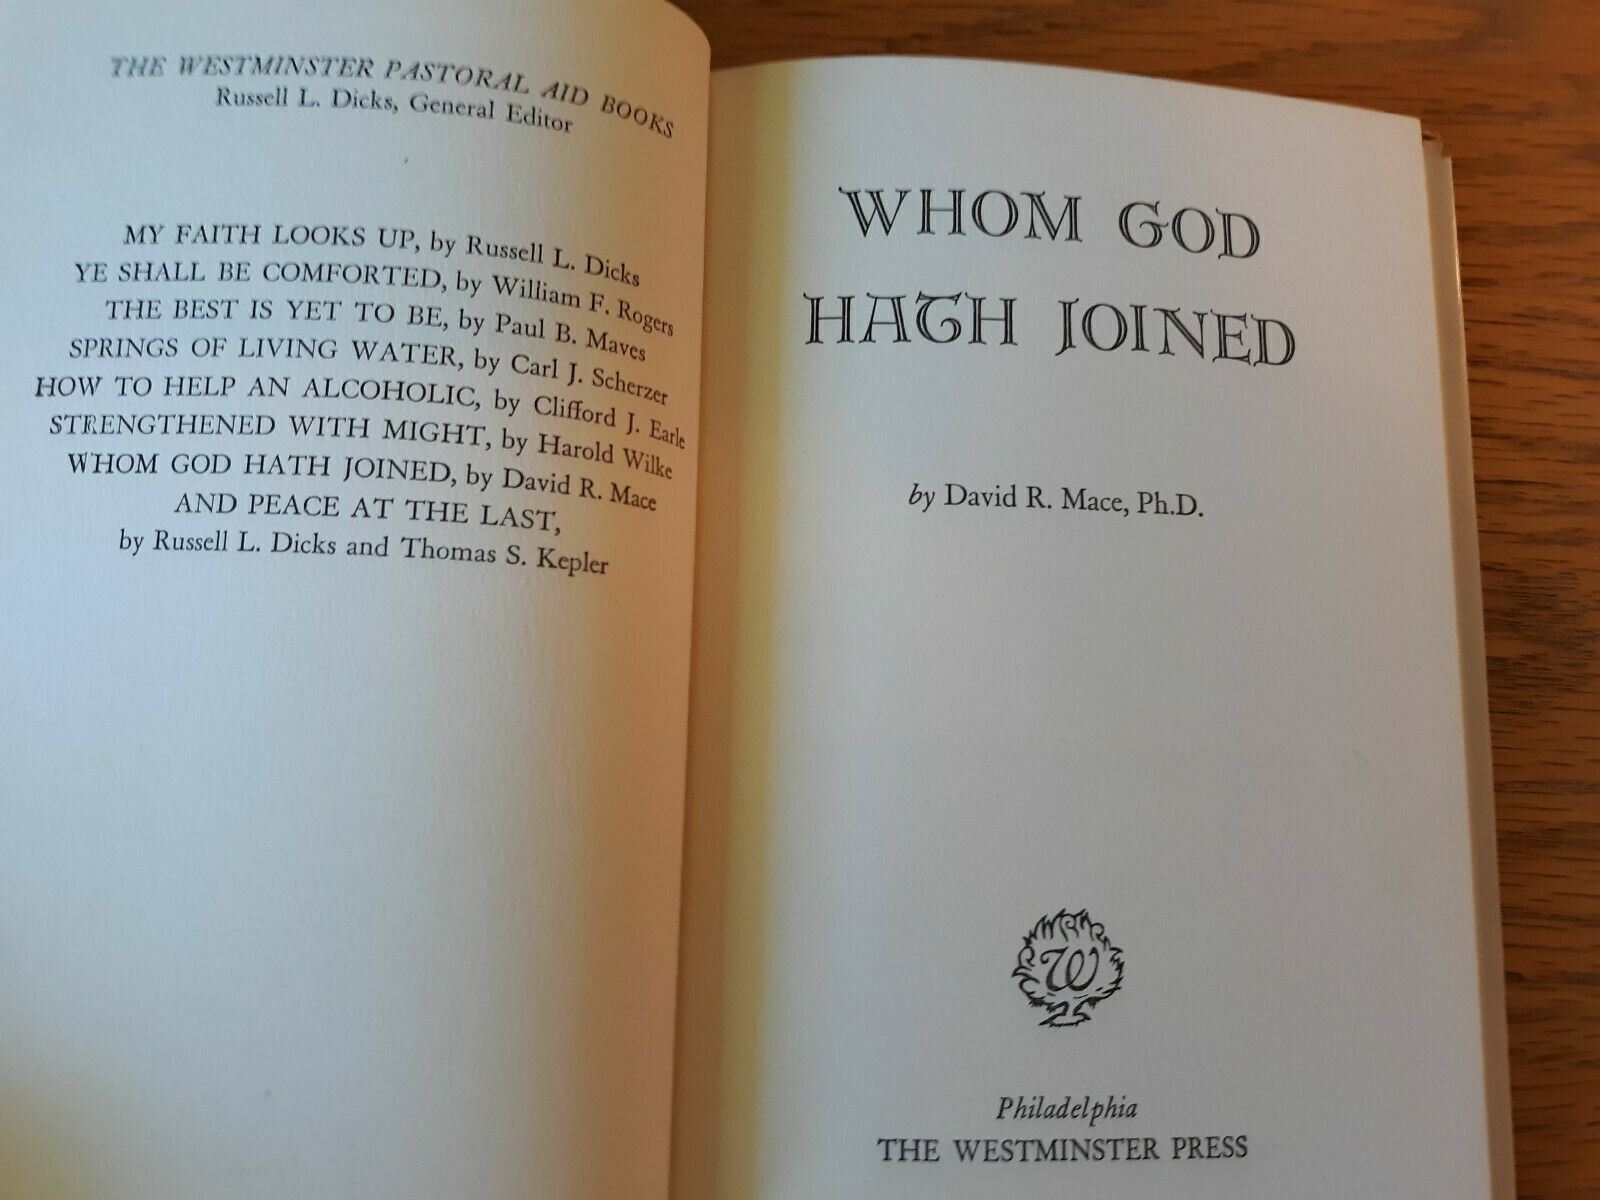 THE WESTMINSTER PASTORAL AID BOOKS
Russell L. Dicks, General Editor
MY FAITH LOOKS UP, by Russell L. Dicks
YE SHALL BE COMFORTED, by William F. Rogers
THE BEST IS YET TO BE, by Paul B. Maves
SPRINGS OF LIVING WATER, by Carl J. Scherzer
HOW TO HELP AN ALCOHOLIC, by Clifford J. Earle
STRENGTHENED WITH MIGHT, by Harold Wilke
WHOM GOD HATH JOINED, by David R. Mace
AND PEACE AT THE LAST,
by Russell L. Dicks and Thomas S. Kepler
WHOM GOD
HATH JOINED
by David R. Mace, Ph.D.
W
Philadelphia
THE WESTMINSTER PRESS